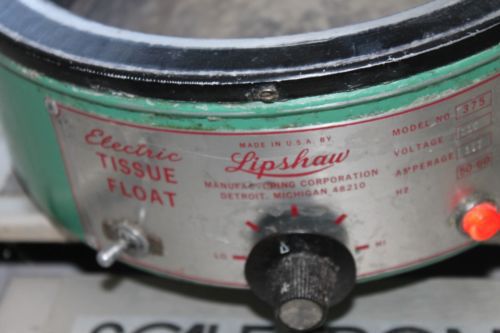 Electric
TISSUE
FLOAT
MADE IN U.S.A. BY
Lipshaw
MANUFACTURING CORPORATION
DETROIT, MICHIGAN 48210
MODEL NO. 375
VOLTAGE
AMPERAGE
HZ 50-60
LO
HI